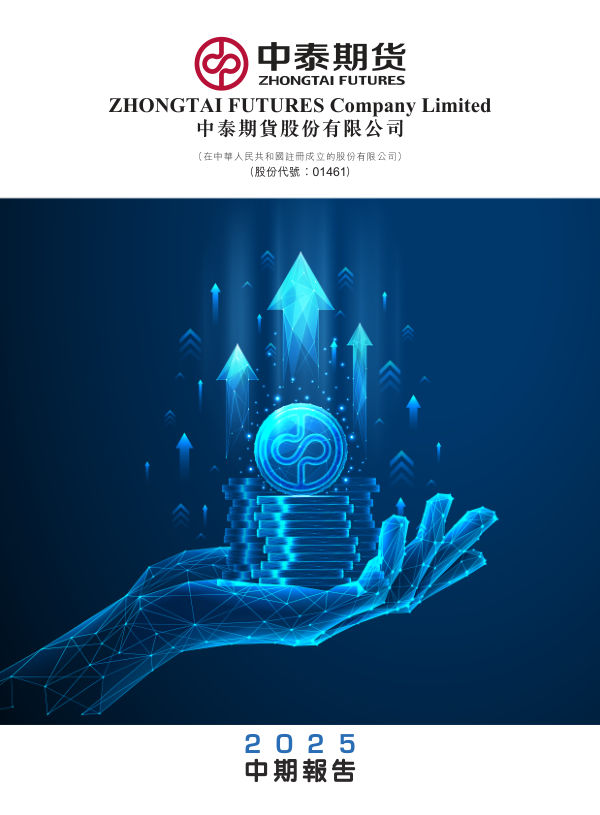 中泰期货
ZHONGTAI FUTURES
ZHONGTAI FUTURES Company Limited
中泰期貨股份有限公司
（在中華人民共和國註冊成立的股份有限公司）
（股份代號：01461）
2025
中期報告